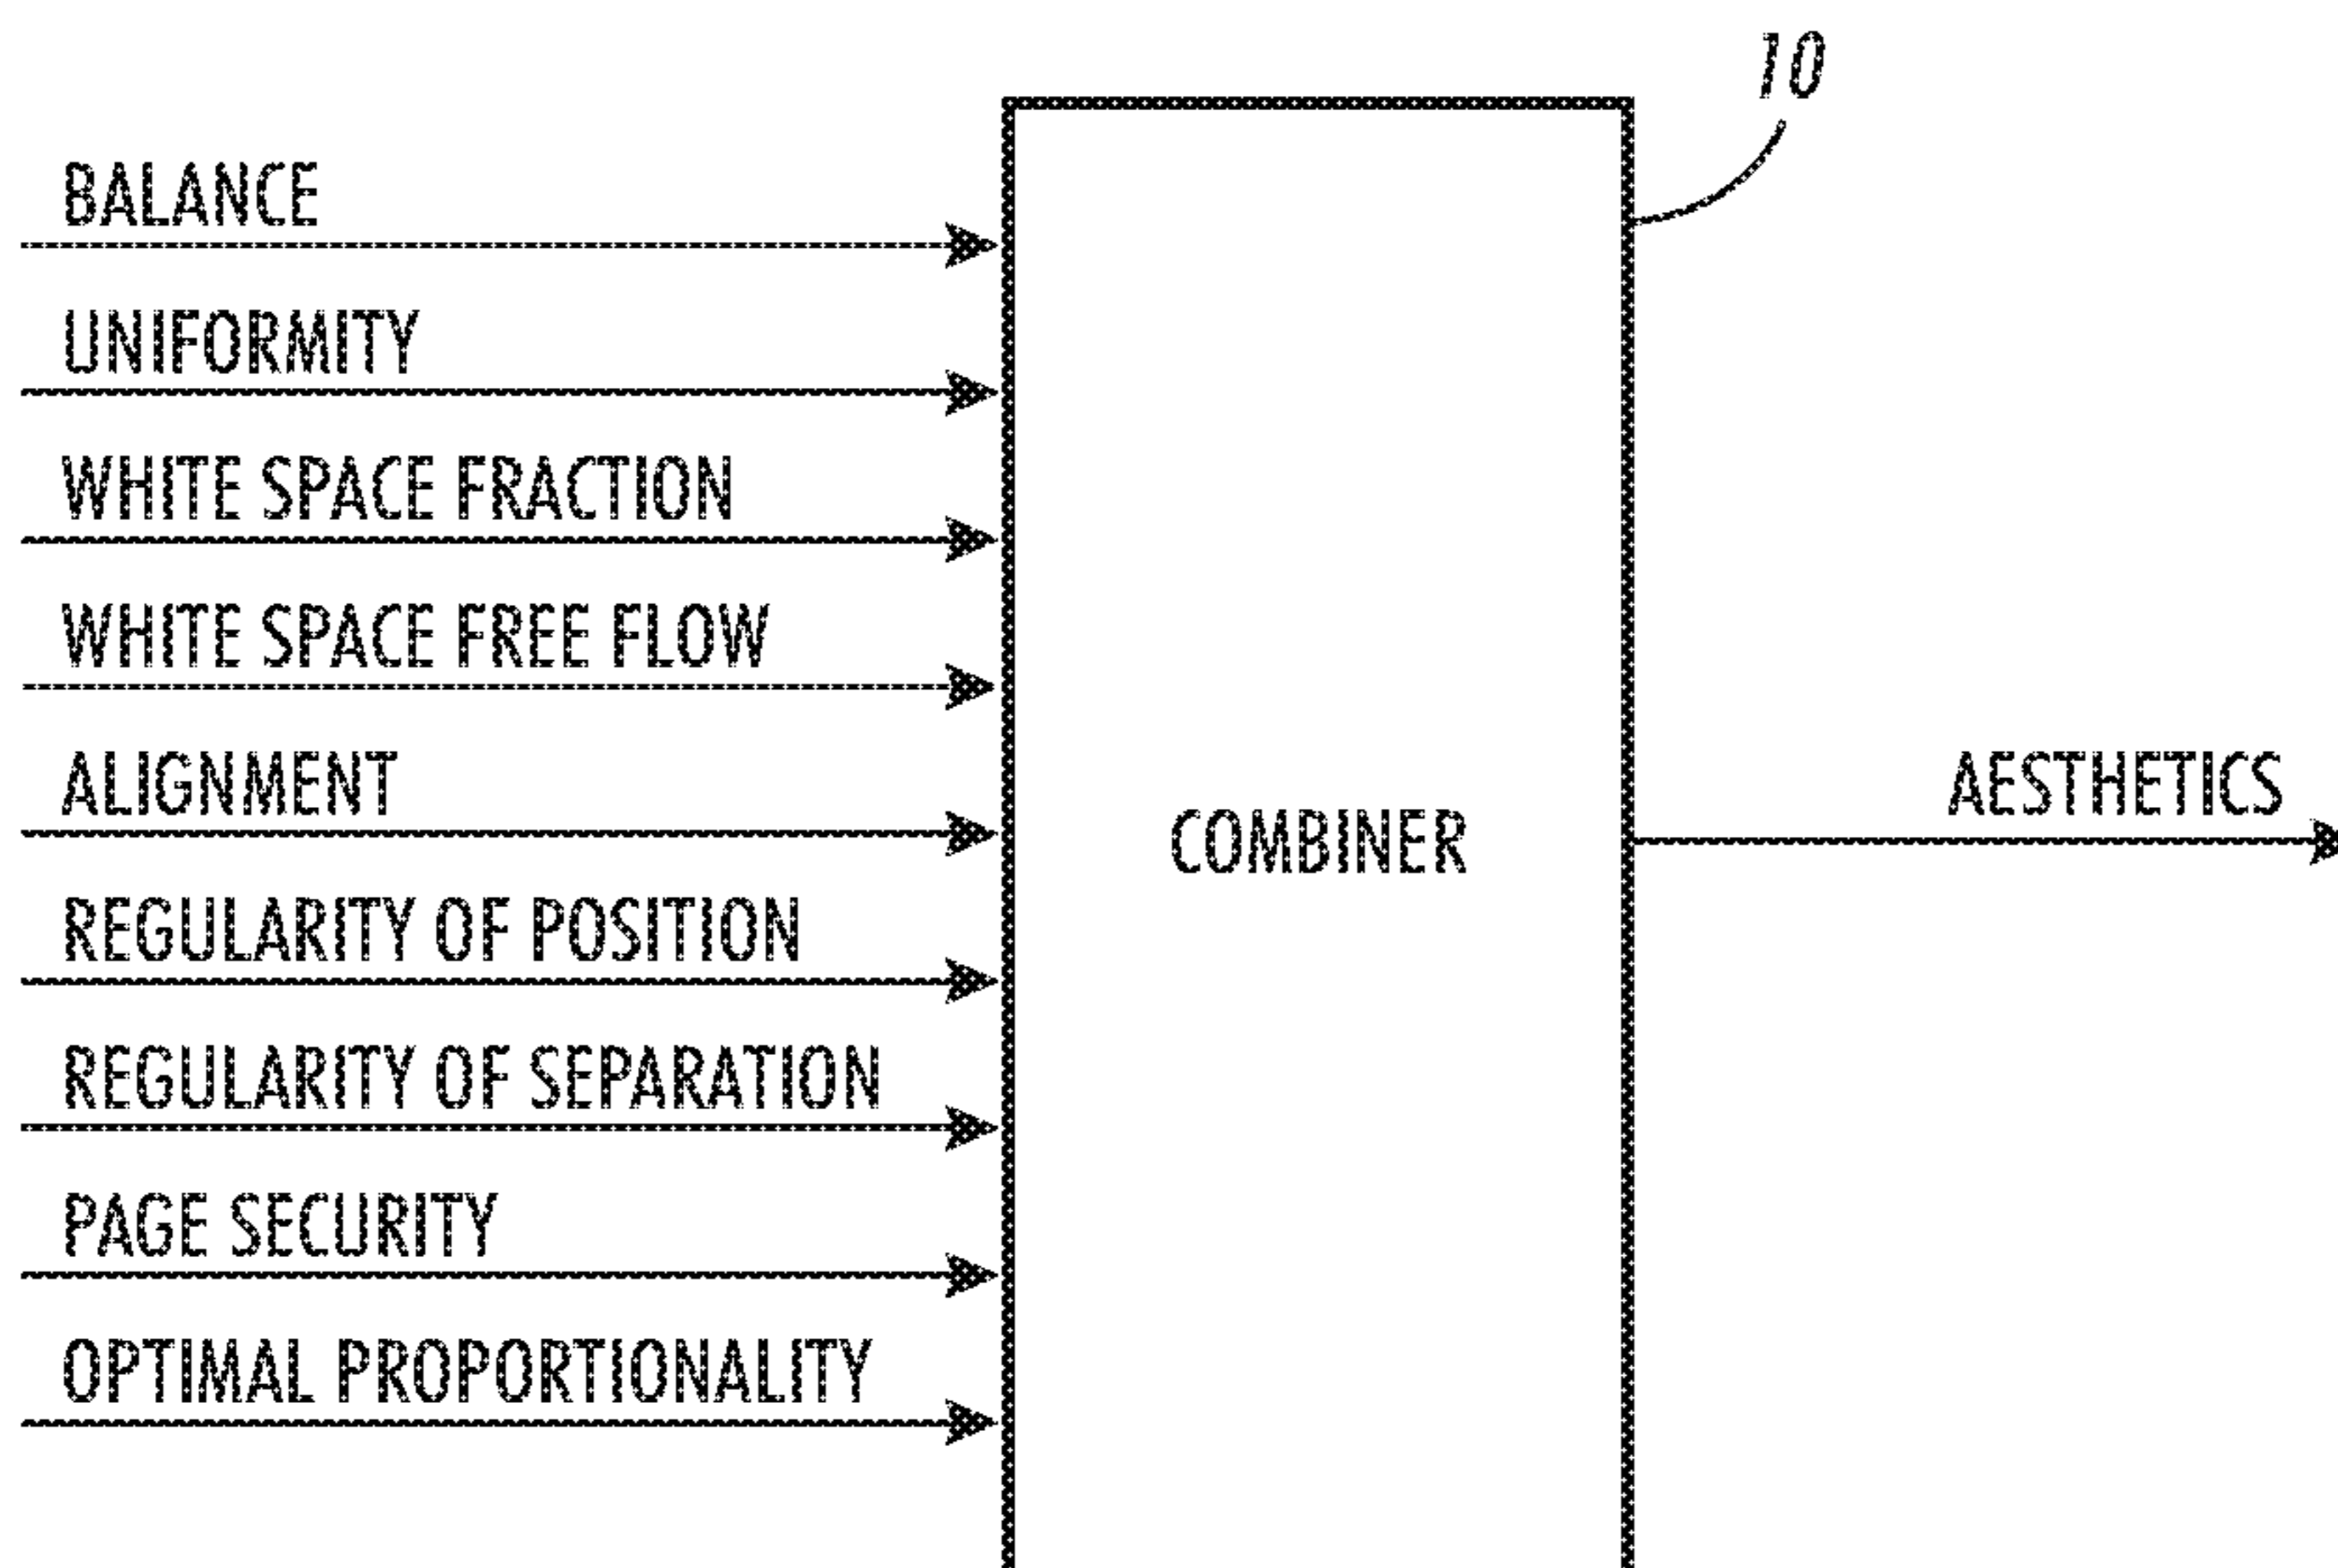 10
BALANCE
UNIFORMITY
WHITE SPACE FRACTION
WHITE SPACE FREE FLOW
ALIGNMENT
REGULARITY OF POSITION
REGULARITY OF SEPARATION
PAGE SECURITY
OPTIMAL PROPORTIONALITY
COMBINER
AESTHETICS